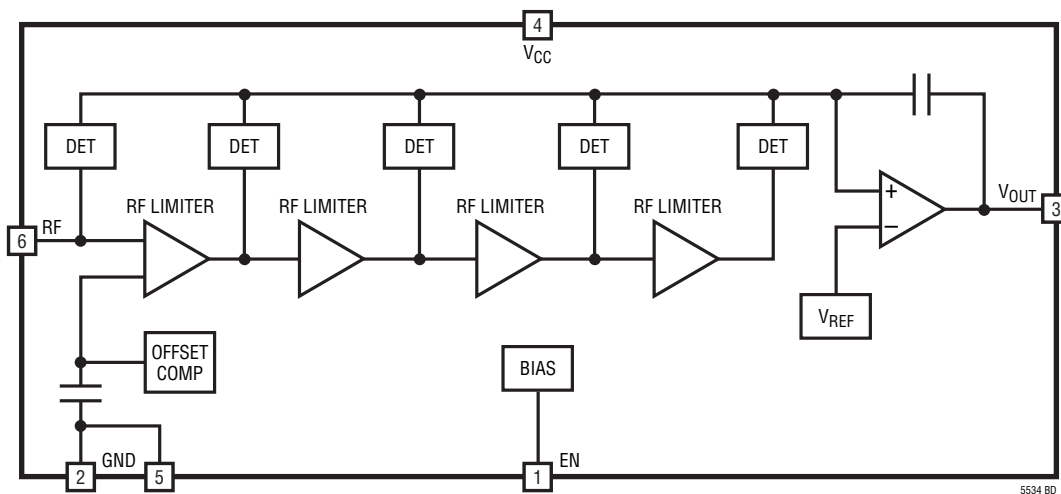 4
VCC
DET
DET
DET
DET
DET
RF LIMITER
RF LIMITER
RF LIMITER
RF LIMITER
6
RF
+
−
VOUT
3
VREF
OFFSET
COMP
BIAS
2
GND
5
1
EN
5534 BD